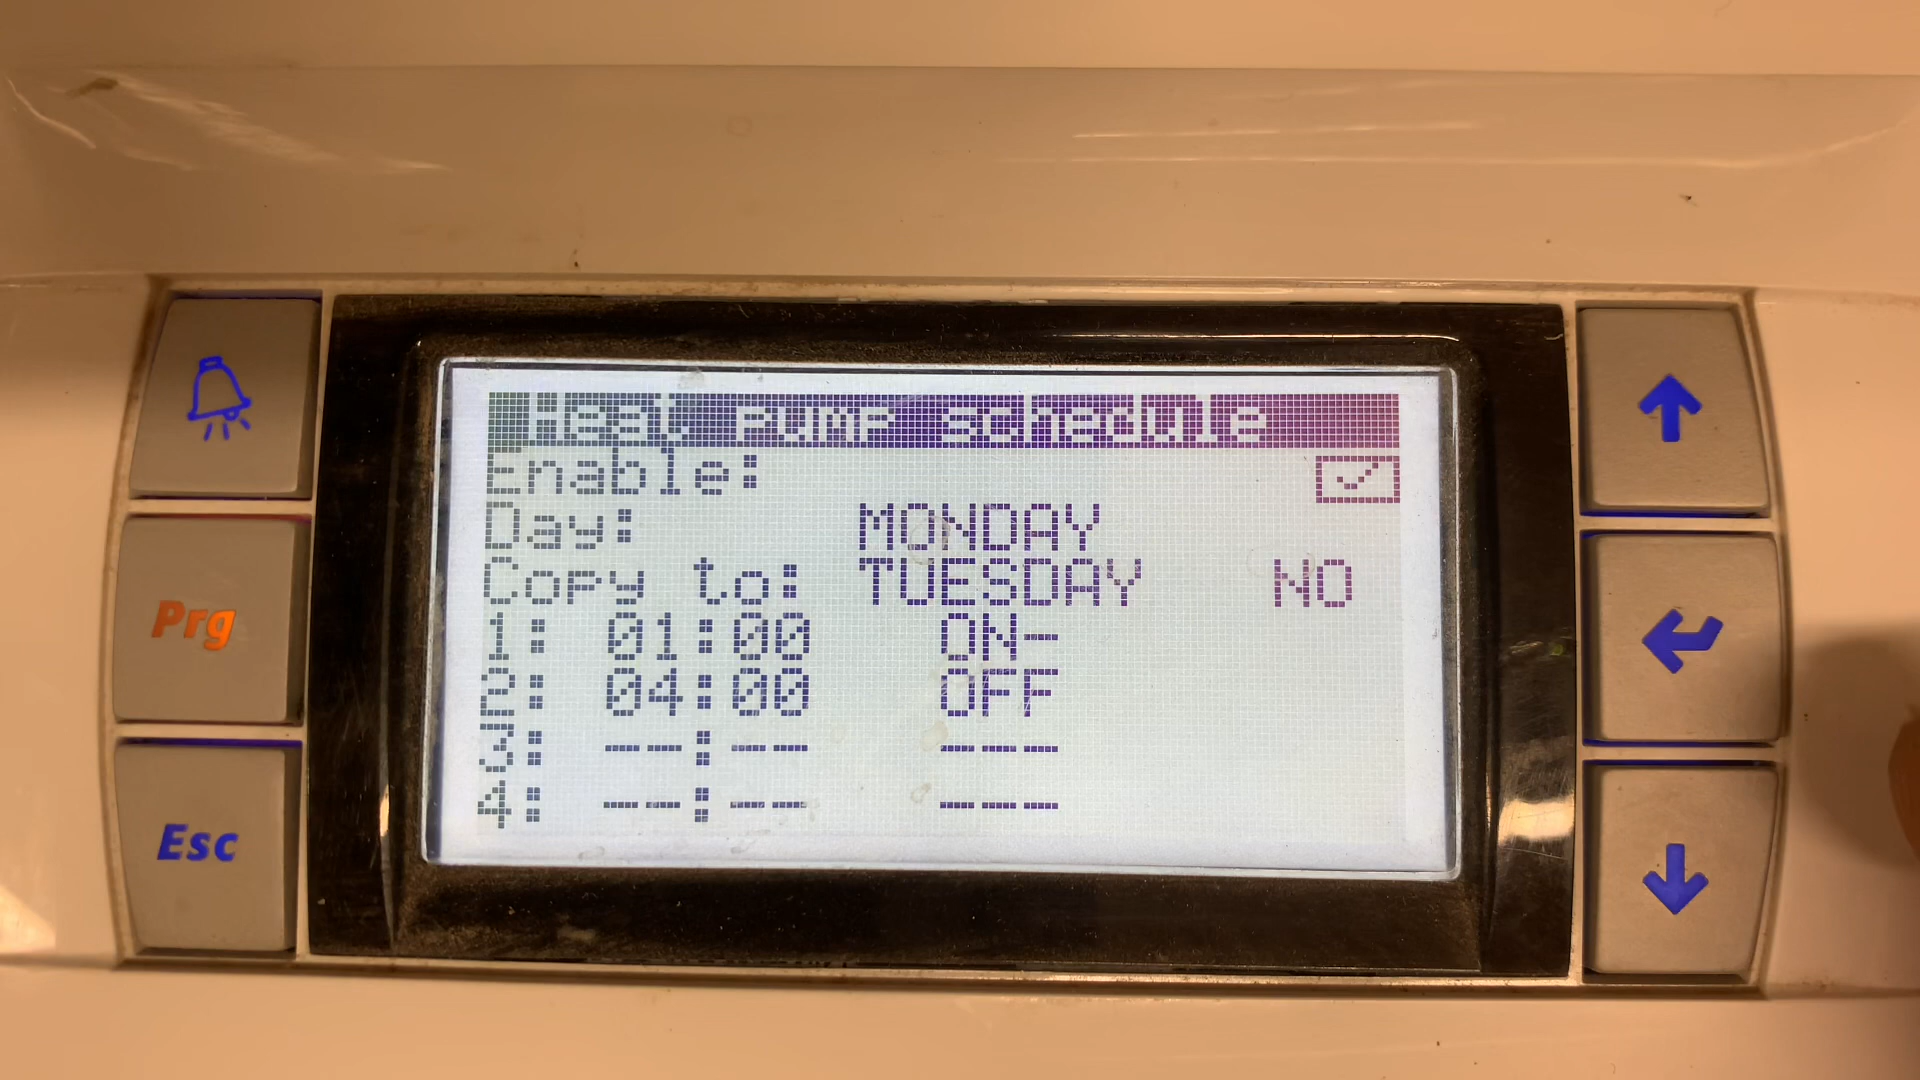 Heat pump schedule
Enable:
Day: MONDAY
Copy to: TUESDAY NO
1: 01:00 ON-
2: 04:00 OFF
3: --:-- ---
4: --:-- ---
Prg
Esc